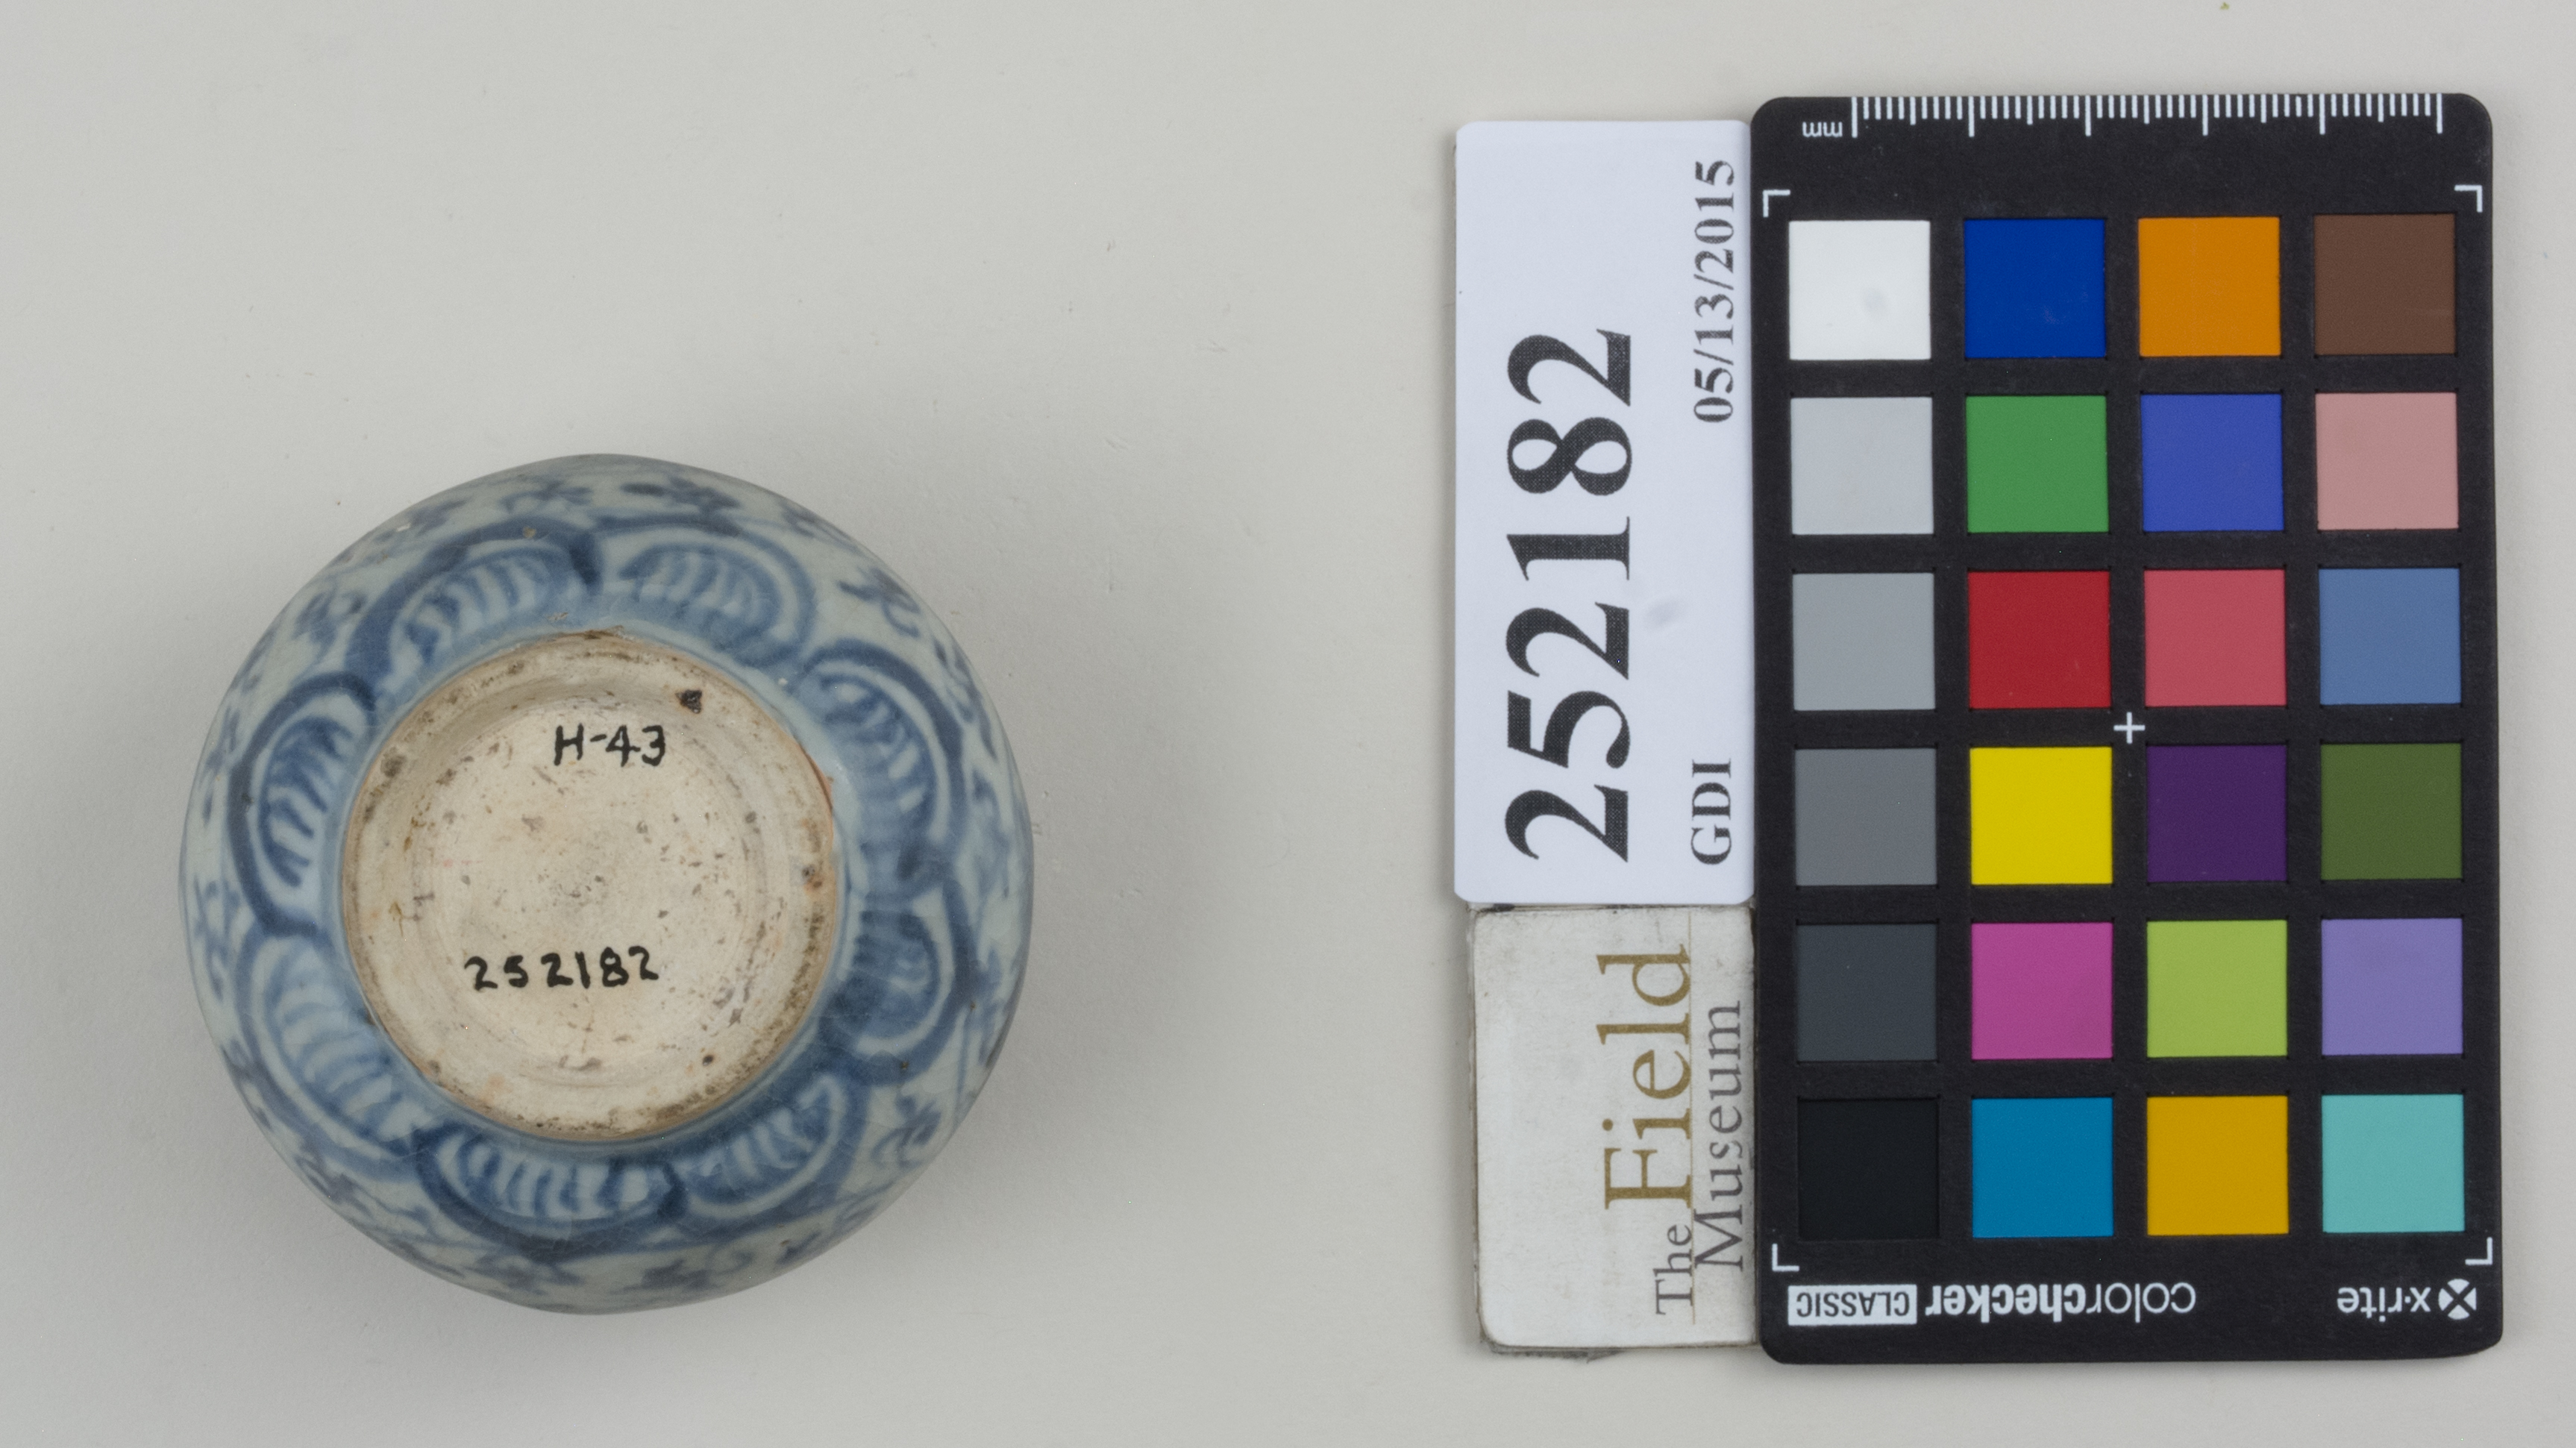 H-43
252182
252182
GDI 05/13/2015
The Field
Museum
mm
x-rite
colorchecker CLASSIC